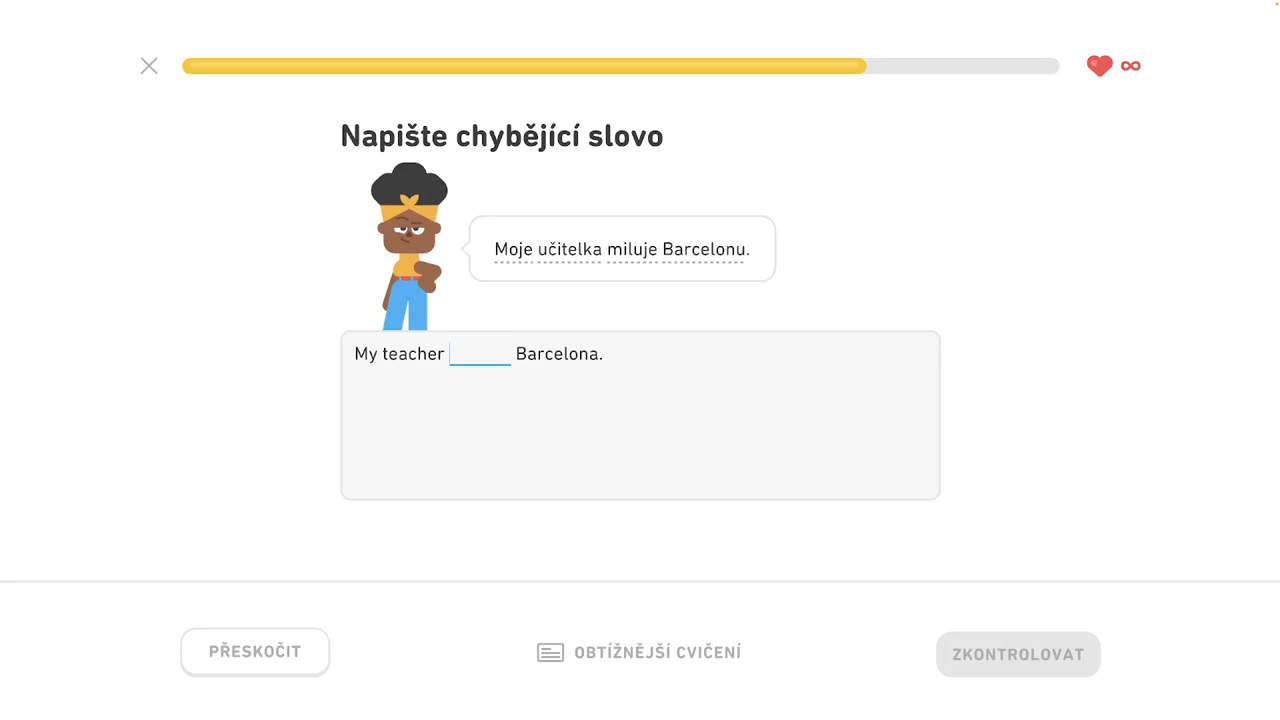 Napište chybějící slovo
Moje učitelka miluje Barcelonu.
My teacher Barcelona.
PŘESKOČIT
OBTÍŽNĚJŠÍ CVIČENÍ
ZKONTROLOVAT